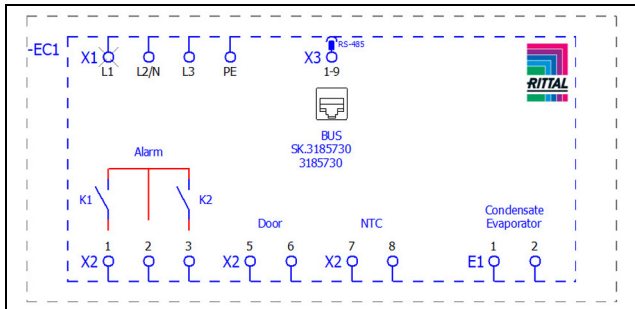 -EC1
X1
L1
L2/N
L3
PE
X3
RS-485
1-9
RITTAL
BUS
SK.3185730
3185730
Alarm
K1
K2
Door
NTC
Condensate
Evaporator
X2 1 2 3
X2 5 6
X2 7 8
E1 1 2